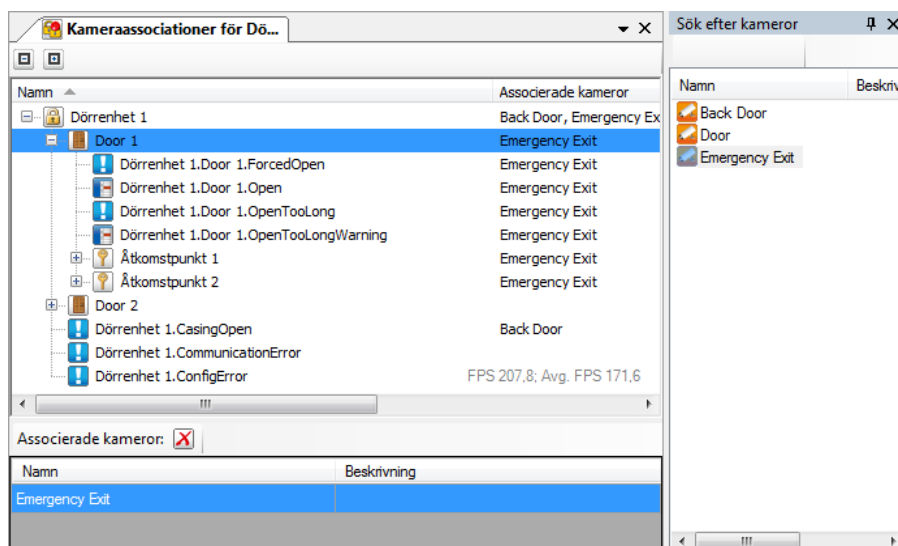 Kameraassociationer för Dö...
Namn Associerade kameror
Dörrenhet 1 Back Door, Emergency Ex
Door 1 Emergency Exit
Dörrenhet 1.Door 1.ForcedOpen Emergency Exit
Dörrenhet 1.Door 1.Open Emergency Exit
Dörrenhet 1.Door 1.OpenTooLong Emergency Exit
Dörrenhet 1.Door 1.OpenTooLongWarning Emergency Exit
Åtkomstpunkt 1 Emergency Exit
Åtkomstpunkt 2 Emergency Exit
Door 2
Dörrenhet 1.CasingOpen Back Door
Dörrenhet 1.CommunicationError
Dörrenhet 1.ConfigError FPS 207,8; Avg. FPS 171,6
Associerade kameror:
Namn Beskrivning
Emergency Exit
Sök efter kameror
Namn Beskriv
Back Door
Door
Emergency Exit